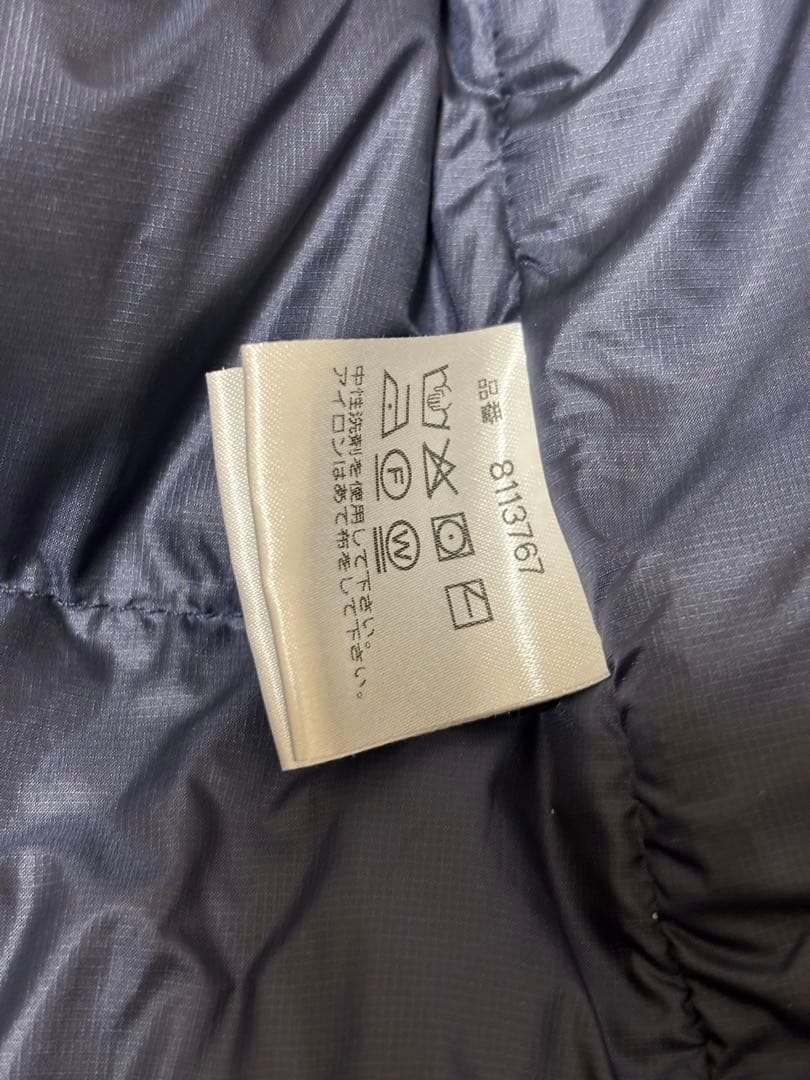 品番 8113767
F W
中性洗剤を使用して下さい。
アイロンはあて布をして下さい。